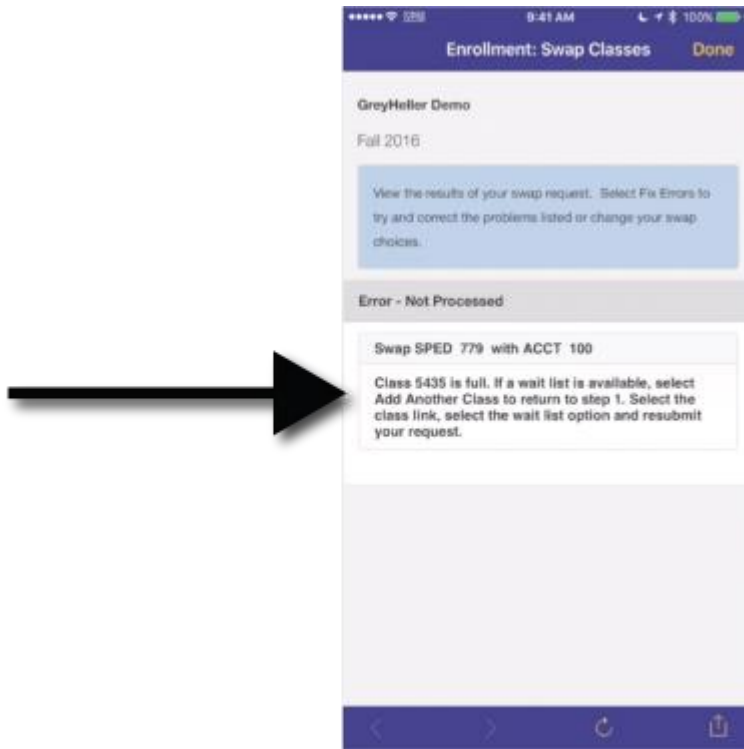 9:41 AM
100%
Enrollment: Swap Classes
Done
GreyHeller Demo
Fall 2016
View the results of your swap request. Select Fix Errors to
try and correct the problems listed or change your swap
choices.
Error - Not Processed
Swap SPED 779 with ACCT 100
Class 5435 is full. If a wait list is available, select
Add Another Class to return to step 1. Select the
class link, select the wait list option and resubmit
your request.